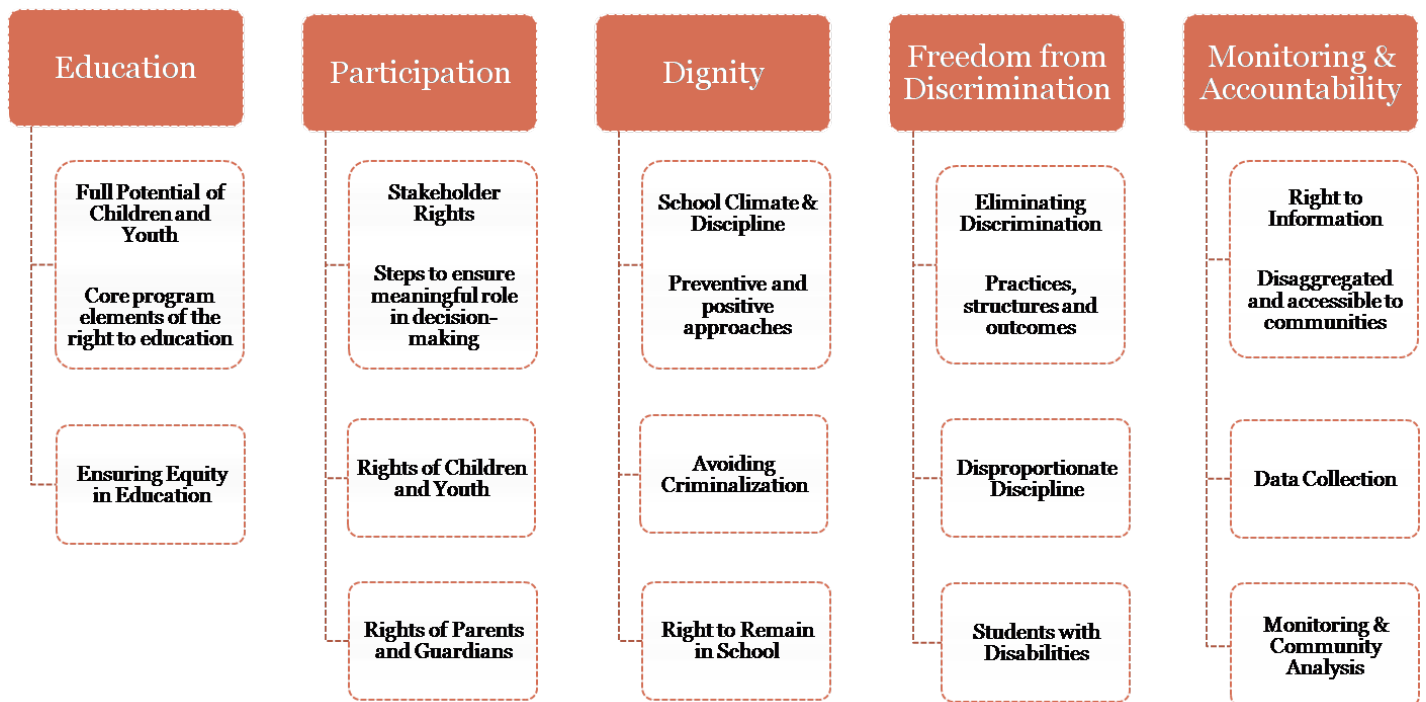 Education
Full Potential of
Children and
Youth
Core program
elements of the
right to education
Ensuring Equity
in Education
Participation
Stakeholder
Rights
Steps to ensure
meaningful role
in decision-
making
Rights of Children
and Youth
Rights of Parents
and Guardians
Dignity
School Climate &
Discipline
Preventive and
positive
approaches
Avoiding
Criminalization
Right to Remain
in School
Freedom from
Discrimination
Eliminating
Discrimination
Practices,
structures and
outcomes
Disproportionate
Discipline
Students with
Disabilities
Monitoring &
Accountability
Right to
Information
Disaggregated
and accessible to
communities
Data Collection
Monitoring &
Community
Analysis